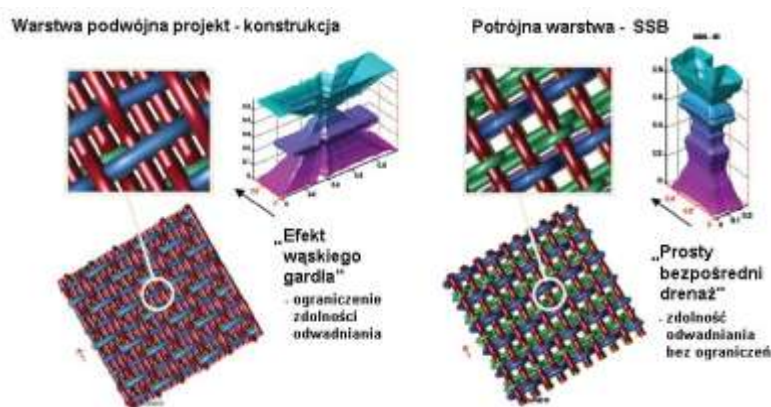 Warstwa podwójna projekt - konstrukcja
Potrójna warstwa - SSB
„Efekt
wąskiego
gardła"
- ograniczenie
zdolności
odwadniania
„Prosty
bezpośredni
drenaż"
- zdolność
odwadniania
bez ograniczeń